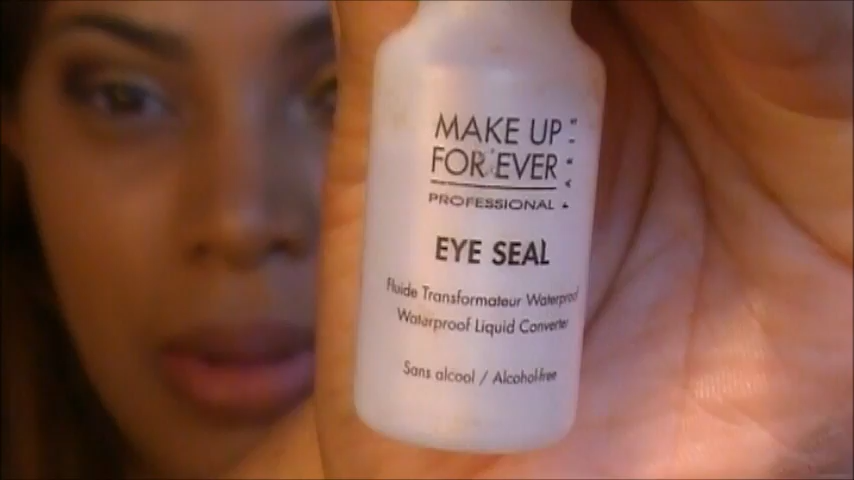 MAKE UP
FOR EVER
PROFESSIONAL
EYE SEAL
Fluide Transformateur Waterproof
Waterproof Liquid Converter
Sans alcool / Alcohol-free